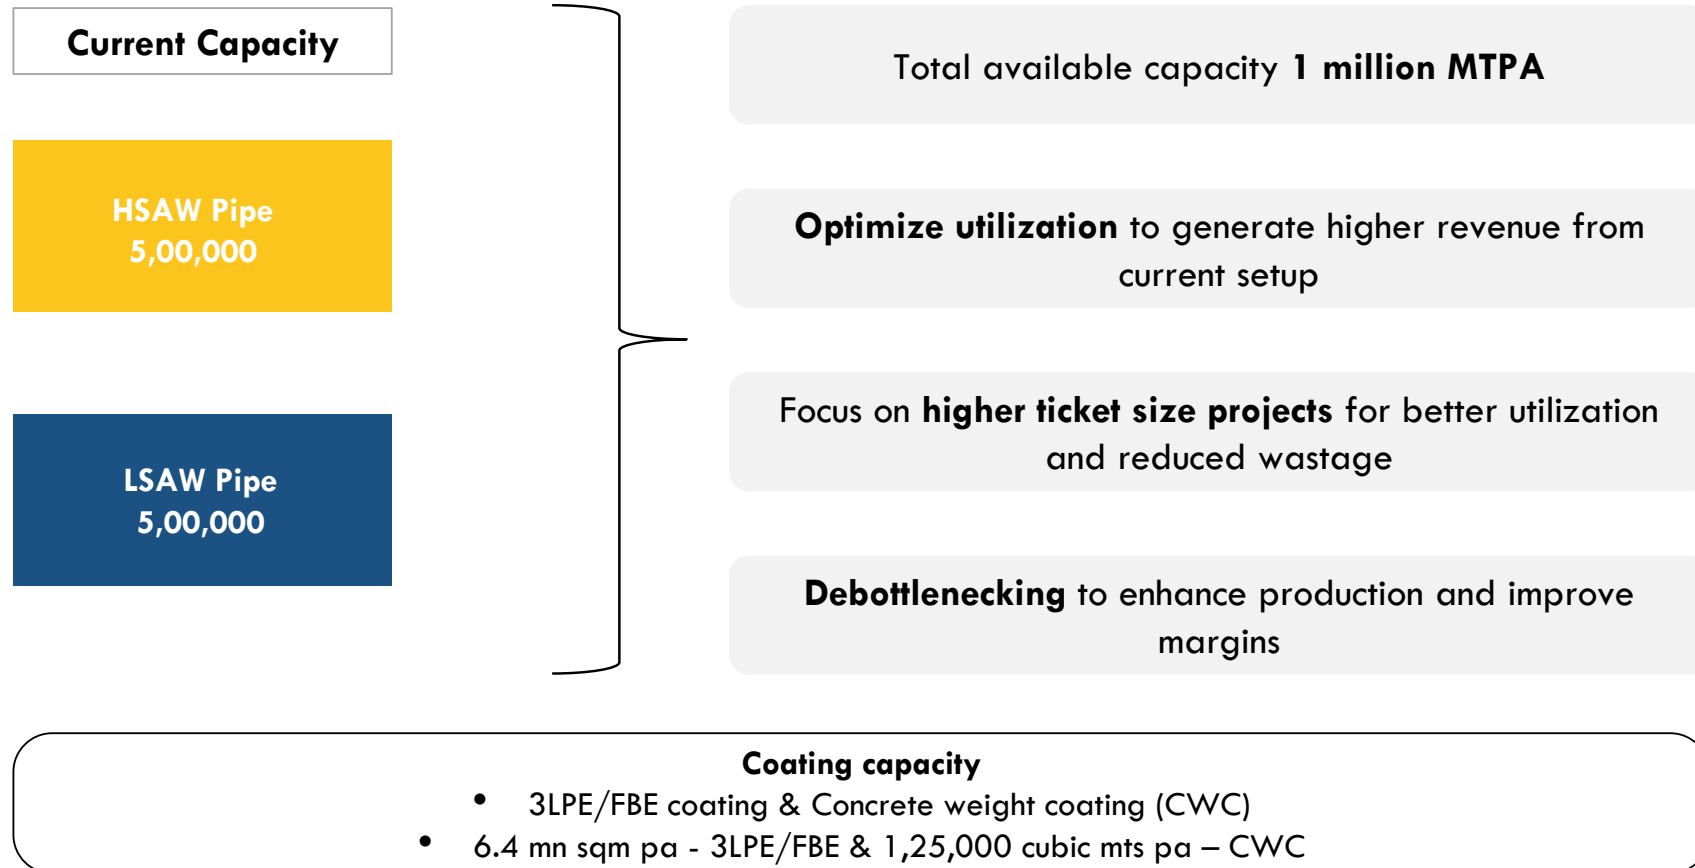 Current Capacity
HSAW Pipe
5,00,000
LSAW Pipe
5,00,000
Total available capacity 1 million MTPA
Optimize utilization to generate higher revenue from
current setup
Focus on higher ticket size projects for better utilization
and reduced wastage
Debottlenecking to enhance production and improve
margins
Coating capacity
• 3LPE/FBE coating & Concrete weight coating (CWC)
• 6.4 mn sqm pa - 3LPE/FBE & 1,25,000 cubic mts pa – CWC